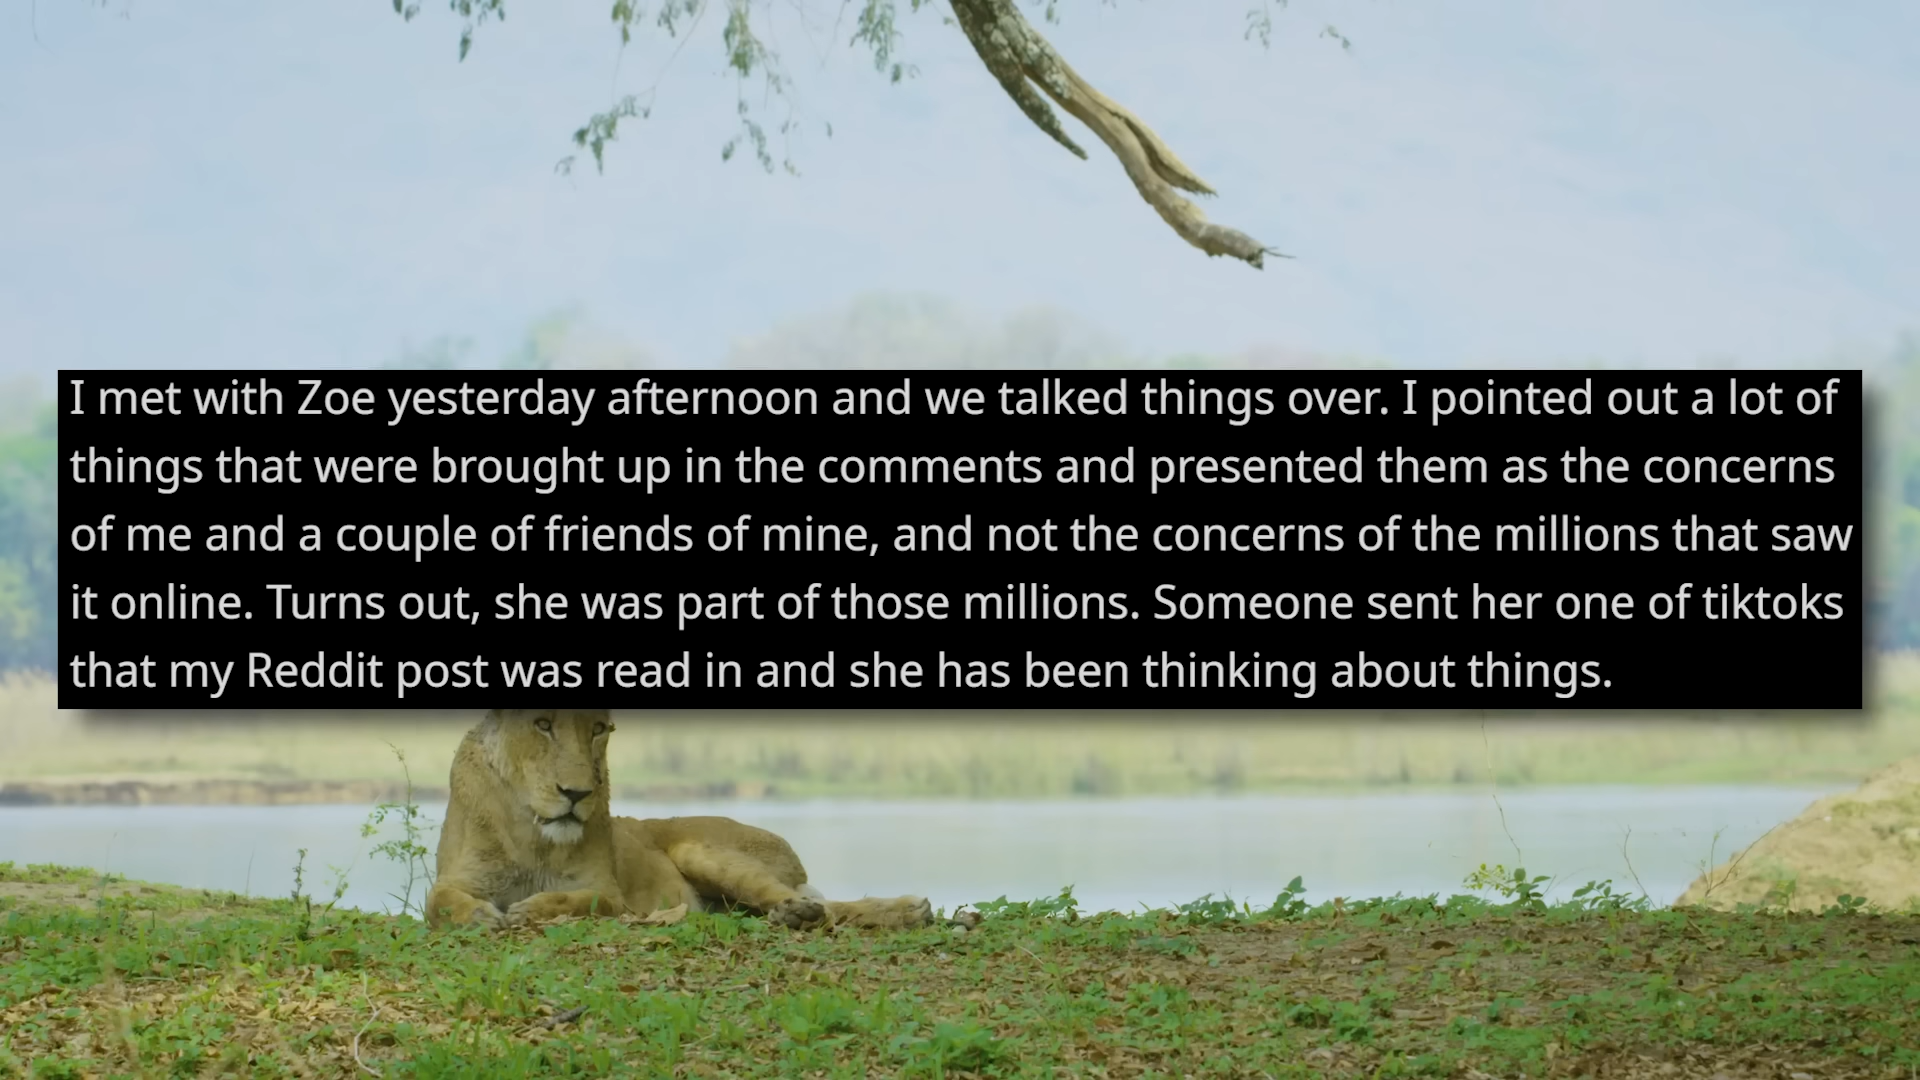 I met with Zoe yesterday afternoon and we talked things over. I pointed out a lot of
things that were brought up in the comments and presented them as the concerns
of me and a couple of friends of mine, and not the concerns of the millions that saw
it online. Turns out, she was part of those millions. Someone sent her one of tiktoks
that my Reddit post was read in and she has been thinking about things.